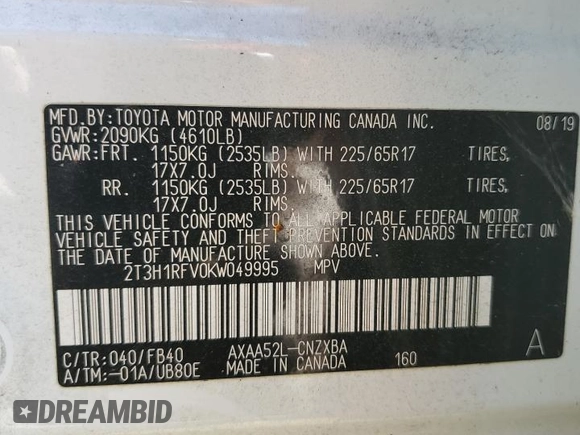 MFD.BY:TOYOTA MOTOR MANUFACTURING CANADA INC. 08/19
GVWR:2090KG (4610LB)
GAWR:FRT. 1150KG (2535LB) WITH 225/65R17 TIRES,
17X7.0J RIMS.
RR. 1150KG (2535LB) WITH 225/65R17 TIRES,
17X7.0J RIMS.
THIS VEHICLE CONFORMS TO ALL APPLICABLE FEDERAL MOTOR
VEHICLE SAFETY AND THEFT PREVENTION STANDARDS IN EFFECT ON
THE DATE OF MANUFACTURE SHOWN ABOVE.
2T3H1RFV0KW049995 MPV
C/TR:040/FB40 AXAA52L-CNZXBA A
A/TM:-01A/UB80E MADE IN CANADA 160
DREAMBID